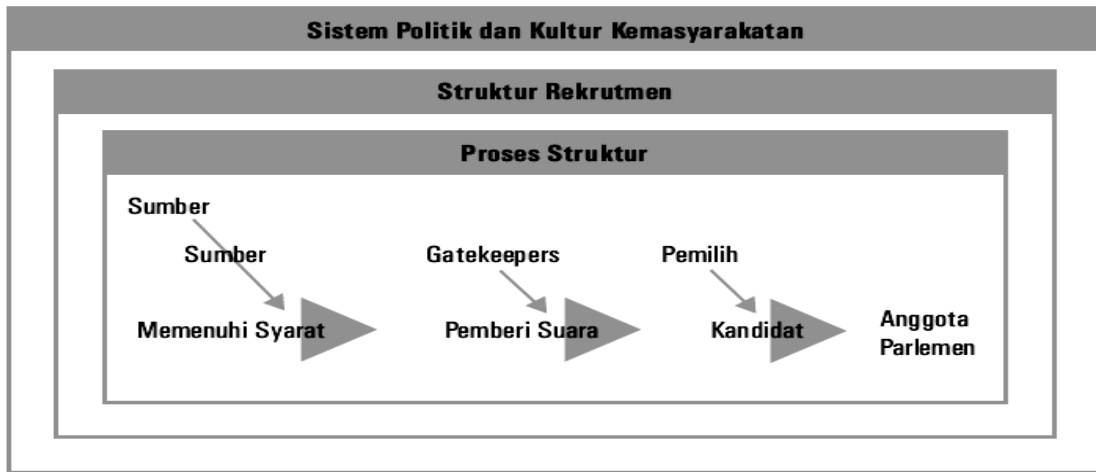 Sistem Politik dan Kultur Kemasyarakatan
Struktur Rekrutmen
Proses Struktur
Sumber
Sumber
Gatekeepers
Pemilih
Memenuhi Syarat
Pemberi Suara
Kandidat
Anggota
Parlemen